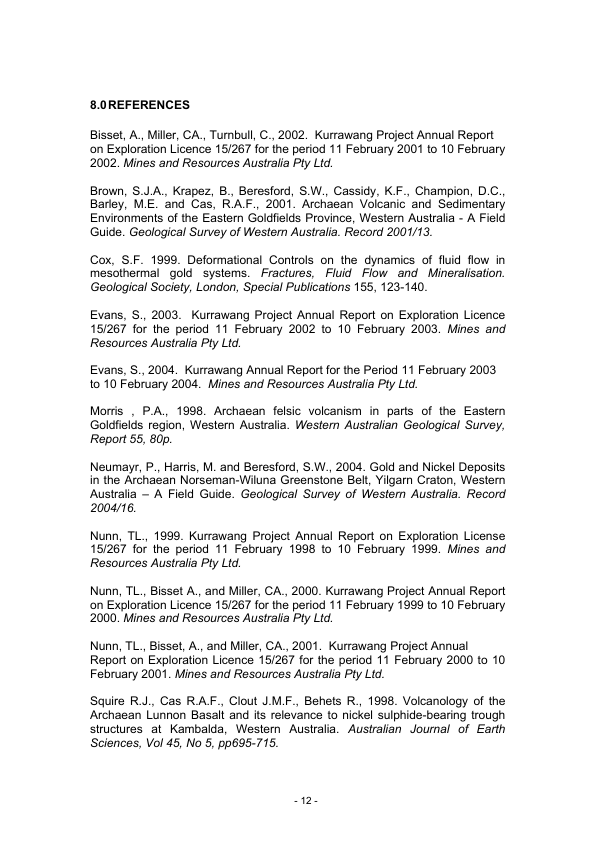 8.0REFERENCES
Bisset, A., Miller, CA., Turnbull, C., 2002. Kurrawang Project Annual Report
on Exploration Licence 15/267 for the period 11 February 2001 to 10 February
2002. Mines and Resources Australia Pty Ltd.
Brown, S.J.A., Krapez, B., Beresford, S.W., Cassidy, K.F., Champion, D.C.,
Barley, M.E. and Cas, R.A.F., 2001. Archaean Volcanic and Sedimentary
Environments of the Eastern Goldfields Province, Western Australia - A Field
Guide. Geological Survey of Western Australia. Record 2001/13.
Cox, S.F. 1999. Deformational Controls on the dynamics of fluid flow in
mesothermal gold systems. Fractures, Fluid Flow and Mineralisation.
Geological Society, London, Special Publications 155, 123-140.
Evans, S., 2003. Kurrawang Project Annual Report on Exploration Licence
15/267 for the period 11 February 2002 to 10 February 2003. Mines and
Resources Australia Pty Ltd.
Evans, S., 2004. Kurrawang Annual Report for the Period 11 February 2003
to 10 February 2004. Mines and Resources Australia Pty Ltd.
Morris , P.A., 1998. Archaean felsic volcanism in parts of the Eastern
Goldfields region, Western Australia. Western Australian Geological Survey,
Report 55, 80p.
Neumayr, P., Harris, M. and Beresford, S.W., 2004. Gold and Nickel Deposits
in the Archaean Norseman-Wiluna Greenstone Belt, Yilgarn Craton, Western
Australia – A Field Guide. Geological Survey of Western Australia. Record
2004/16.
Nunn, TL., 1999. Kurrawang Project Annual Report on Exploration License
15/267 for the period 11 February 1998 to 10 February 1999. Mines and
Resources Australia Pty Ltd.
Nunn, TL., Bisset A., and Miller, CA., 2000. Kurrawang Project Annual Report
on Exploration Licence 15/267 for the period 11 February 1999 to 10 February
2000. Mines and Resources Australia Pty Ltd.
Nunn, TL., Bisset, A., and Miller, CA., 2001. Kurrawang Project Annual
Report on Exploration Licence 15/267 for the period 11 February 2000 to 10
February 2001. Mines and Resources Australia Pty Ltd.
Squire R.J., Cas R.A.F., Clout J.M.F., Behets R., 1998. Volcanology of the
Archaean Lunnon Basalt and its relevance to nickel sulphide-bearing trough
structures at Kambalda, Western Australia. Australian Journal of Earth
Sciences, Vol 45, No 5, pp695-715.
- 12 -